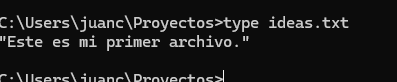 C:\Users\juanc\Proyectos>type ideas.txt
"Este es mi primer archivo."
C:\Users\juanc\Proyectos>